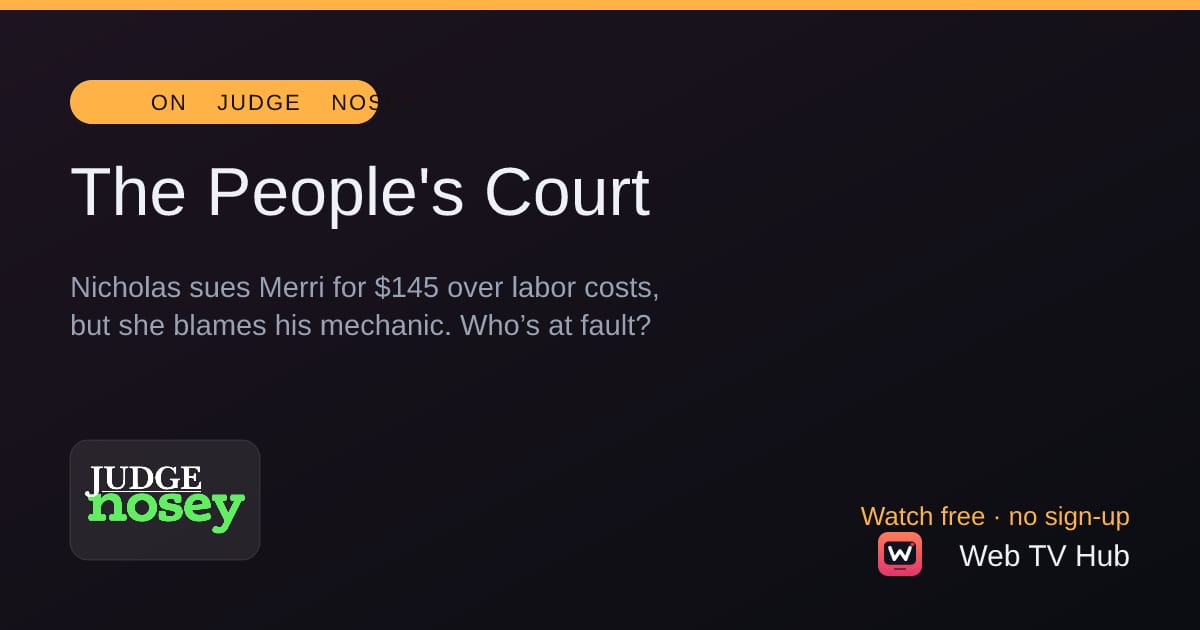 ON JUDGE NOSEY
The People's Court
Nicholas sues Merri for $145 over labor costs,
but she blames his mechanic. Who’s at fault?
JUDGE
nosey
Watch free · no sign-up
W
Web TV Hub